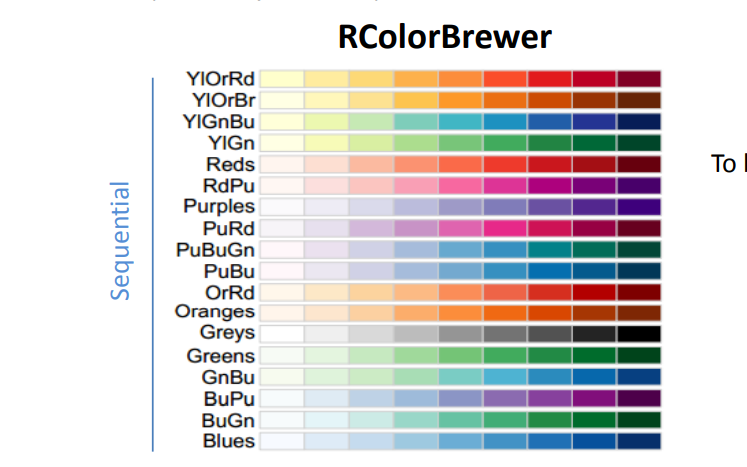 RColorBrewer
YlOrRd
YlOrBr
YlGnBu
YlGn
Reds
RdPu
Purples
PuRd
PuBuGn
PuBu
OrRd
Oranges
Greys
Greens
GnBu
BuPu
BuGn
Blues
Sequential
To